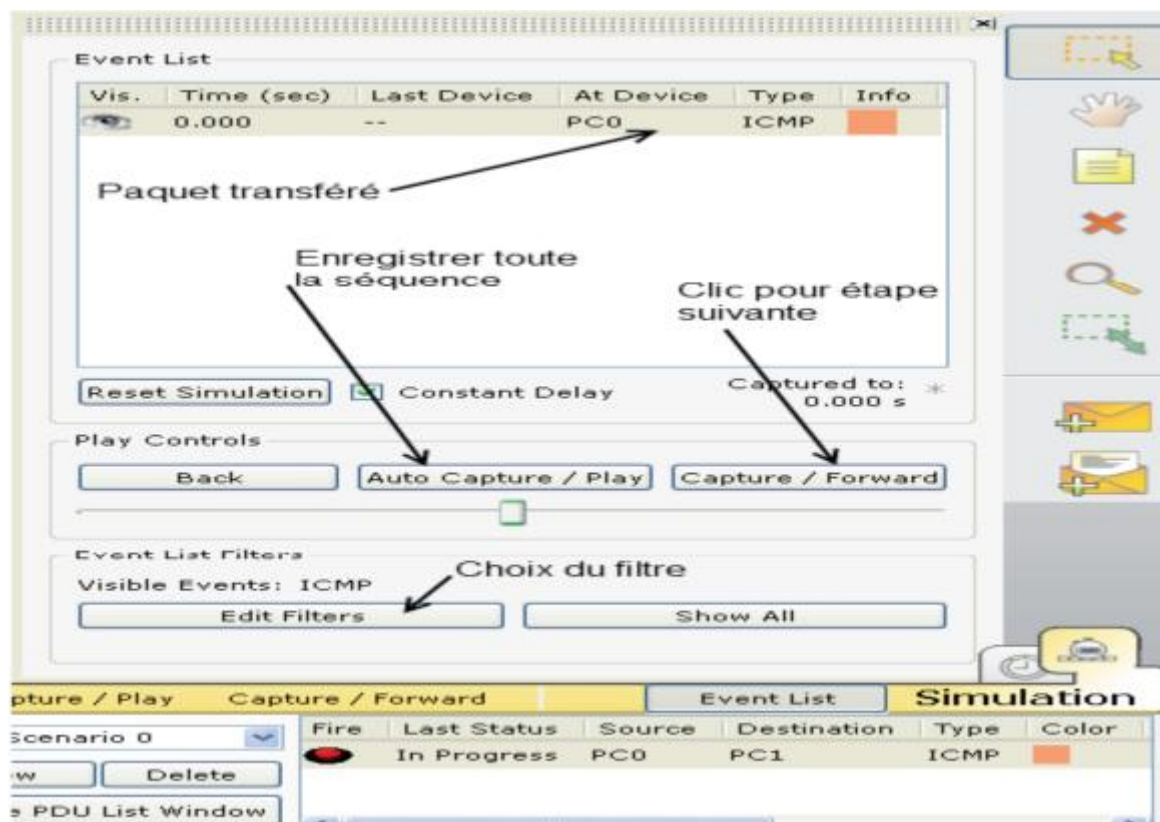 Event List
Vis. Time (sec) Last Device At Device Type Info
0.000 -- PC0 ICMP
Paquet transféré
Enregistrer toute
la séquence
Clic pour étape
suivante
Reset Simulation Constant Delay
Captured to: *
0.000 s
Play Controls
Back Auto Capture / Play Capture / Forward
Event List Filters
Visible Events: ICMP
Choix du filtre
Edit Filters Show All
pture / Play Capture / Forward Event List Simulation
Scenario 0
Fire Last Status Source Destination Type Color
In Progress PC0 PC1 ICMP
w Delete
e PDU List Window